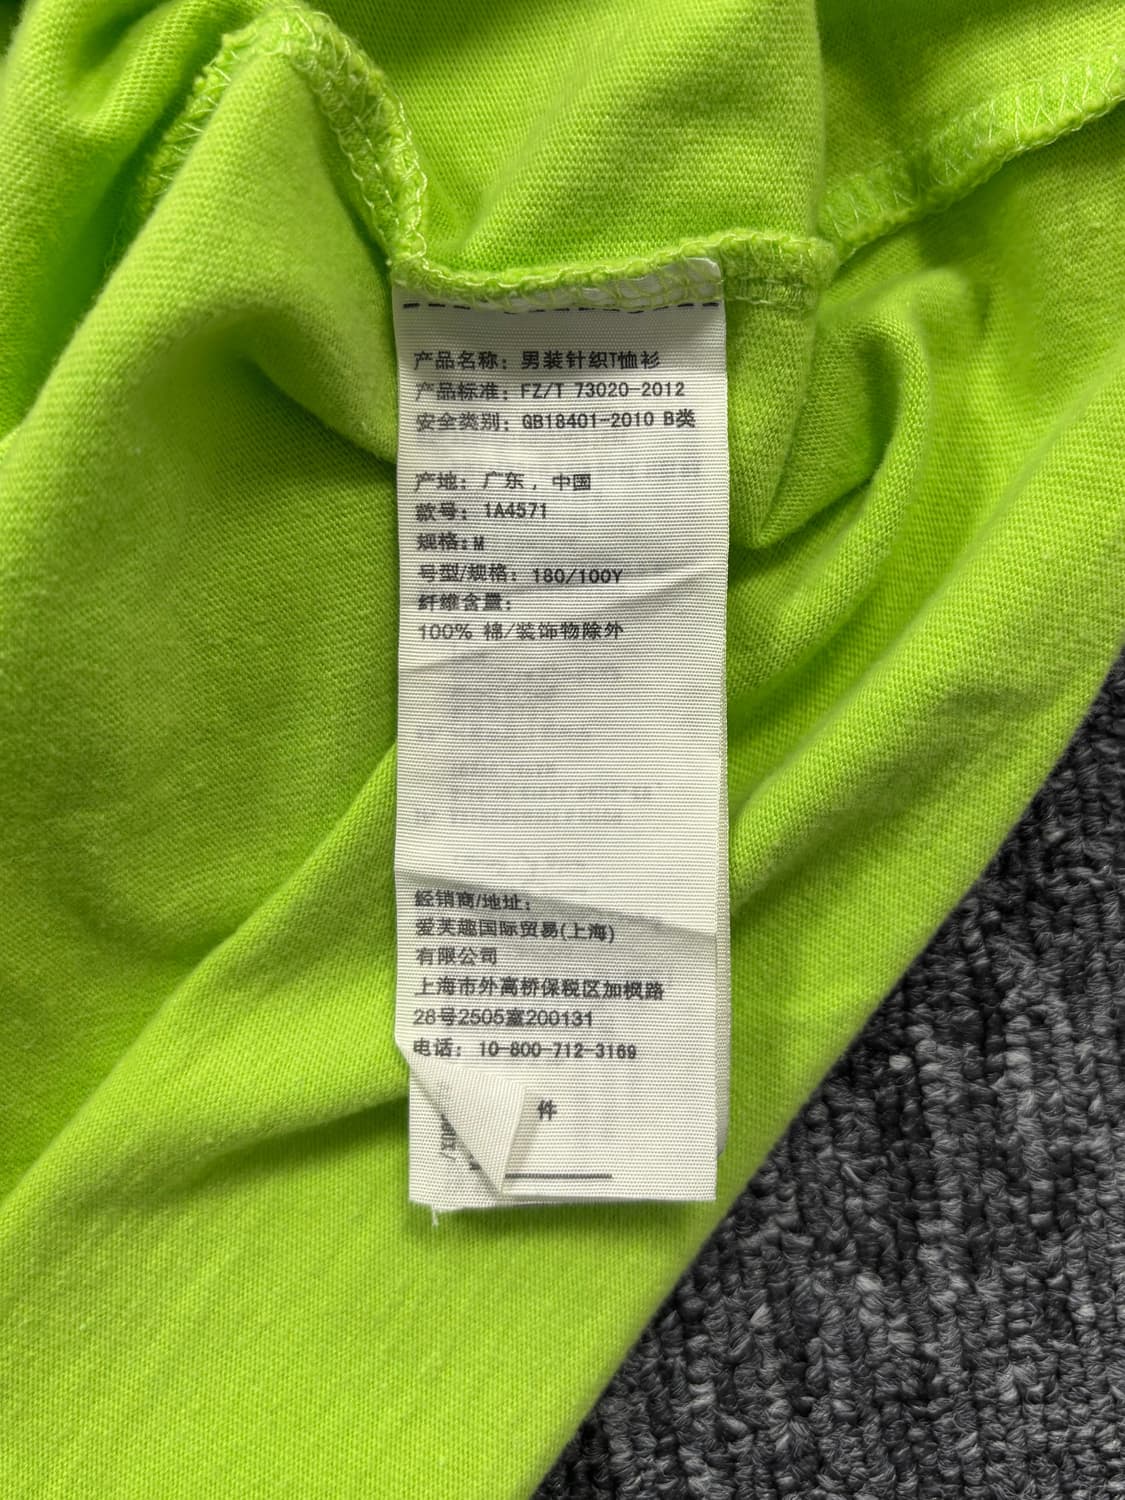 产品名称：男装针织T恤衫
产品标准：FZ/T 73020-2012
安全类别：GB18401-2010 B类
产地：广东，中国
款号：1A4571
规格:M
号型/规格：180/100Y
纤维含量：
100% 棉/装饰物除外
经销商/地址：
爱芙趣国际贸易(上海)
有限公司
上海市外高桥保税区加枫路
28号2505室200131
电话：10-800-712-3169
件